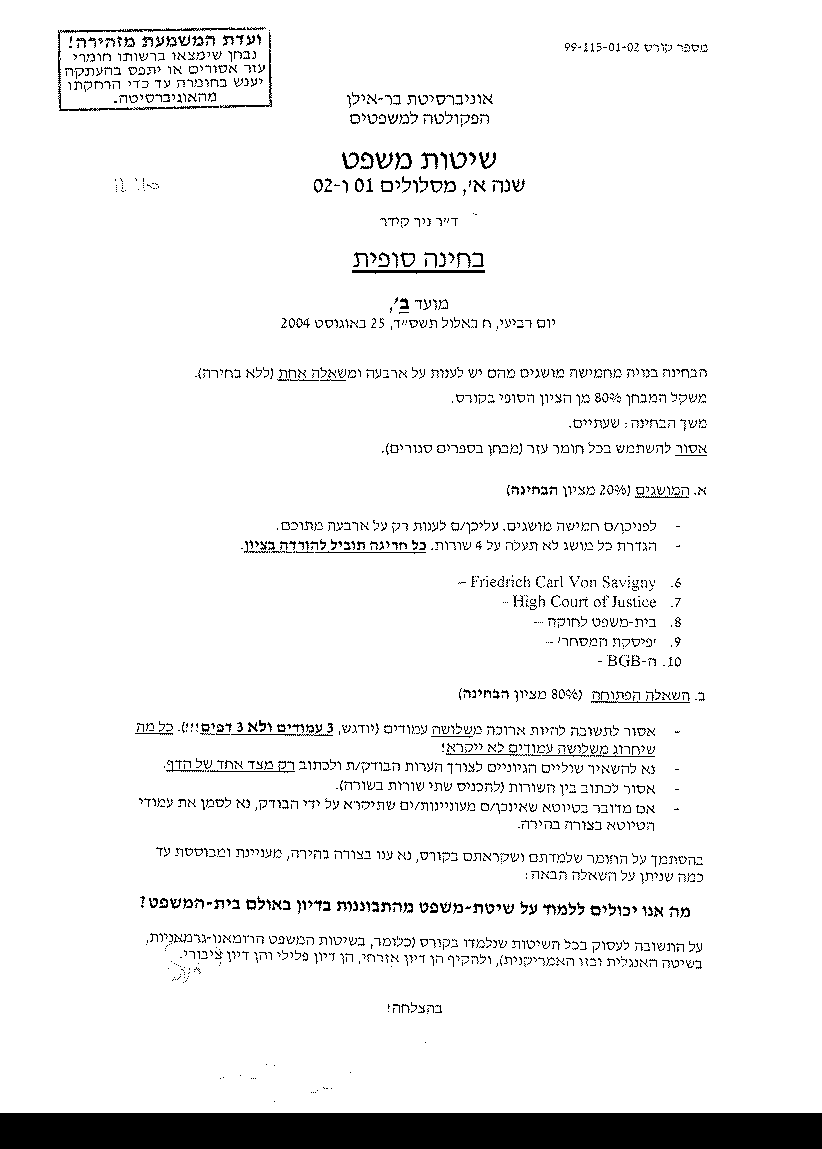 מספר קורס 99-115-01-02
ועדת המשמעת מזהירה!
נבחן שימצאו ברשותו חומרי
עזר אסורים או יתפס בהעתקה
יענש בחומרה עד כדי הרחקתו
מהאוניברסיטה.
אוניברסיטת בר-אילן
הפקולטה למשפטים
שיטות משפט
שנה א', מסלולים 01 ו-02
ד"ר ניר קידר
בחינה סופית
מועד ב',
יום רביעי, ח באלול תשס"ד, 25 באוגוסט 2004
הבחינה בנויה מחמישה מושגים מהם יש לענות על ארבעה ומשאלה אחת (ללא בחירה).
משקל המבחן 80% מן הציון הסופי בקורס.
משך הבחינה: שעתיים.
אסור להשתמש בכל חומר עזר (מבחן בספרים סגורים).
א. המושגים (20% מציון הבחינה)
- לפניכן/ם חמישה מושגים. עליכן/ם לענות רק על ארבעה מתוכם.
- הגדרת כל מושג לא תעלה על 4 שורות. כל חריגה תוביל להורדה בציון.
6. Friedrich Carl Von Savigny –
7. High Court of Justice –
8. בית-משפט לחוקה –
9. 'פיסקת המסחר' –
10. ה-BGB -
ב. השאלה הפתוחה (80% מציון הבחינה)
- אסור לתשובה להיות ארוכה משלושה עמודים (יודגש, 3 עמודים ולא 3 דפים!!!). כל מה
שיחרוג משלושה עמודים לא ייקרא!
- נא להשאיר שוליים הגיוניים לצורך הערות הבודק/ת ולכתוב רק מצד אחד של הדף.
- אסור לכתוב בין השורות (להכניס שתי שורות בשורה).
- אם מדובר בטיוטא שאינכן/ם מעוניינות/ים שתיקרא על ידי הבודק, נא לסמן את עמודי
הטיוטא בצורה בהירה.
בהסתמך על החומר שלמדתם ושקראתם בקורס, נא ענו בצורה בהירה, מעניינת ומבוססת עד
כמה שניתן על השאלה הבאה:
מה אנו יכולים ללמוד על שיטת-משפט מהתבוננות בדיון באולם בית-המשפט?
על התשובה לעסוק בכל השיטות שנלמדו בקורס (כלומר, בשיטות המשפט הרומאנו-גרמאניות,
בשיטה האנגלית ובזו האמריקנית), ולהקיף הן דיון אזרחי, הן דיון פלילי והן דיון ציבורי.
בהצלחה!